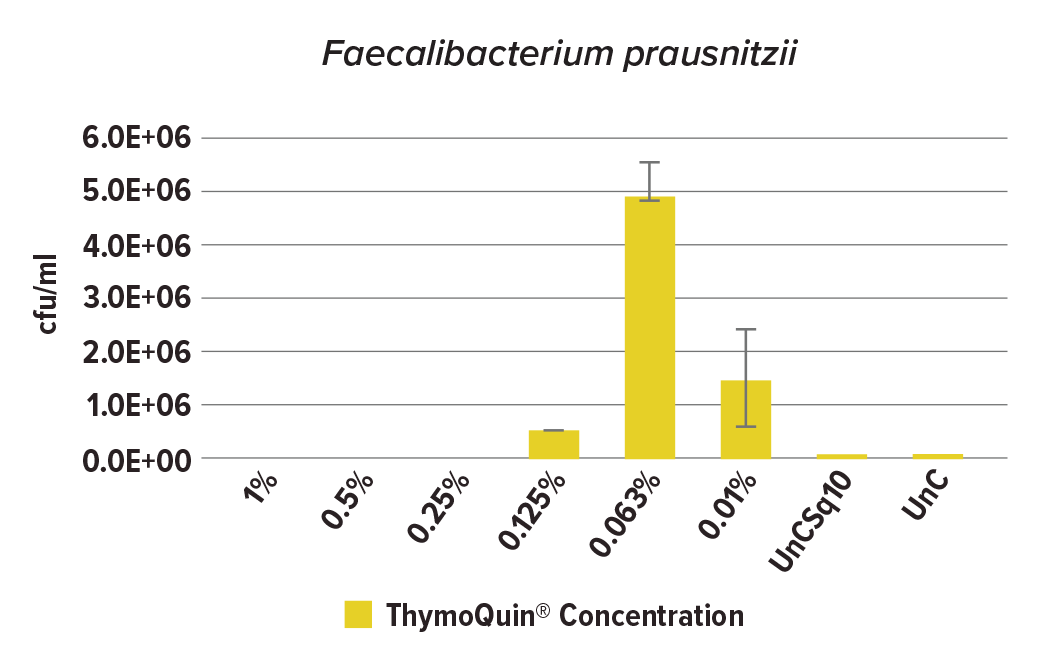 Faecalibacterium prausnitzii
6.0E+06
5.0E+06
4.0E+06
3.0E+06
2.0E+06
1.0E+06
0.0E+00
cfu/ml
1%
0.5%
0.25%
0.125%
0.063%
0.01%
UnCSq10
UnC
ThymoQuin® Concentration